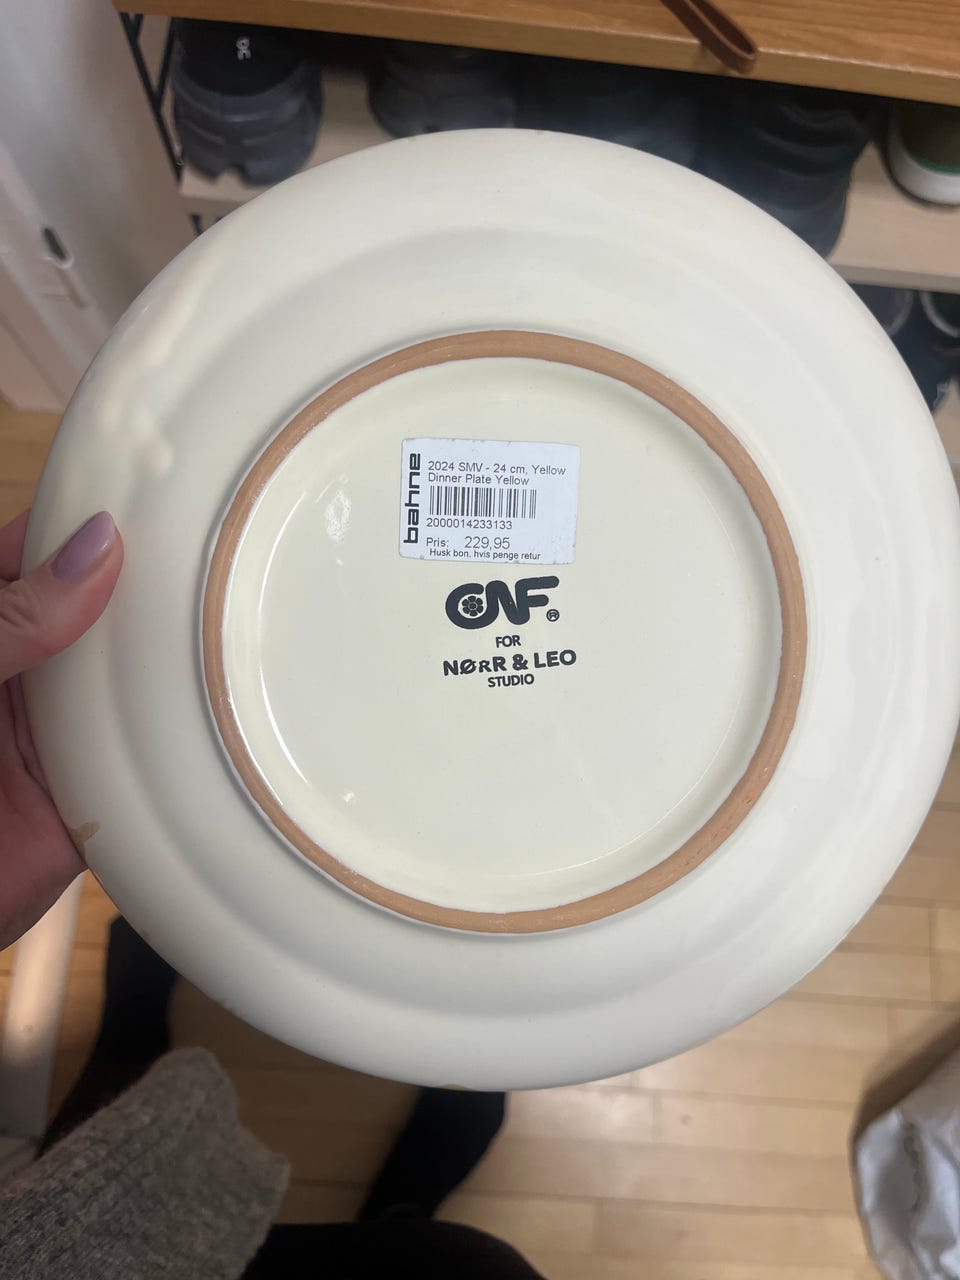 bahne
2024 SMV - 24 cm, Yellow
Dinner Plate Yellow
2000014233133
Pris: 229,95
Husk bon, hvis penge retur
GNF®
FOR
NØRR & LEO
STUDIO